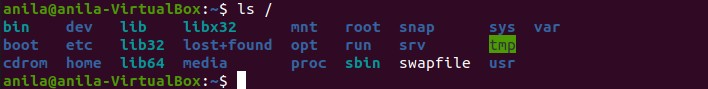 anila@anila-VirtualBox:~$ ls /
bin dev lib libx32 mnt root snap sys var
boot etc lib32 lost+found opt run srv tmp
cdrom home lib64 media proc sbin swapfile usr
anila@anila-VirtualBox:~$